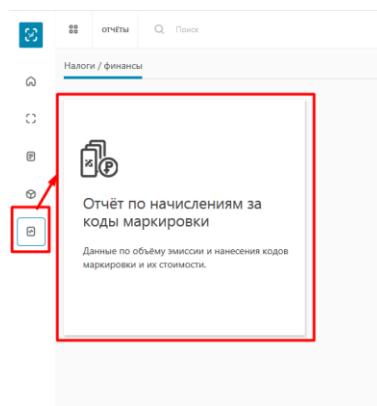 ОТЧЁТЫ Поиск
Налоги / финансы
Отчёт по начислениям за
коды маркировки
Данные по объёму эмиссии и нанесения кодов
маркировки и их стоимости.